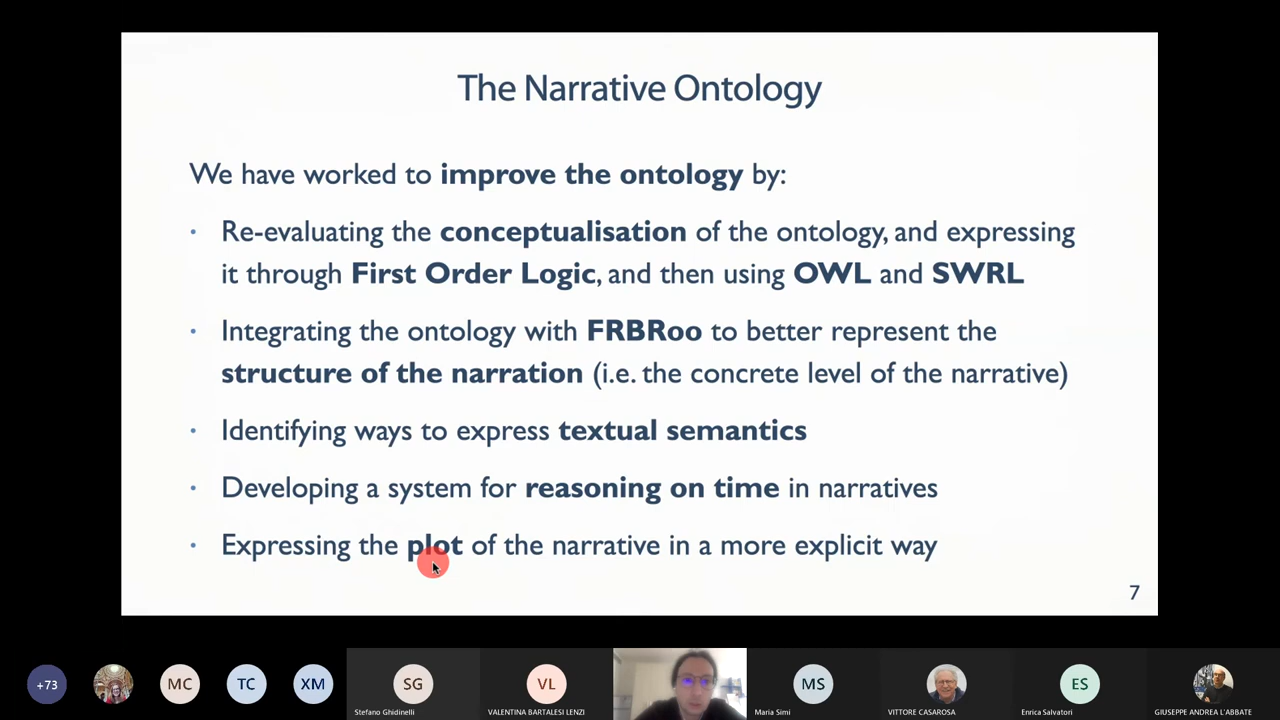 The Narrative Ontology
We have worked to improve the ontology by:
• Re-evaluating the conceptualisation of the ontology, and expressing
it through First Order Logic, and then using OWL and SWRL
• Integrating the ontology with FRBRoo to better represent the
structure of the narration (i.e. the concrete level of the narrative)
• Identifying ways to express textual semantics
• Developing a system for reasoning on time in narratives
• Expressing the plot of the narrative in a more explicit way
7
+73
MC
TC
XM
SG
VL
MS
ES
Stefano Ghidinelli
VALENTINA BARTALESI LENZI
Maria Simi
VITTORE CASAROSA
Enrica Salvatori
GIUSEPPE ANDREA L'ABBATE